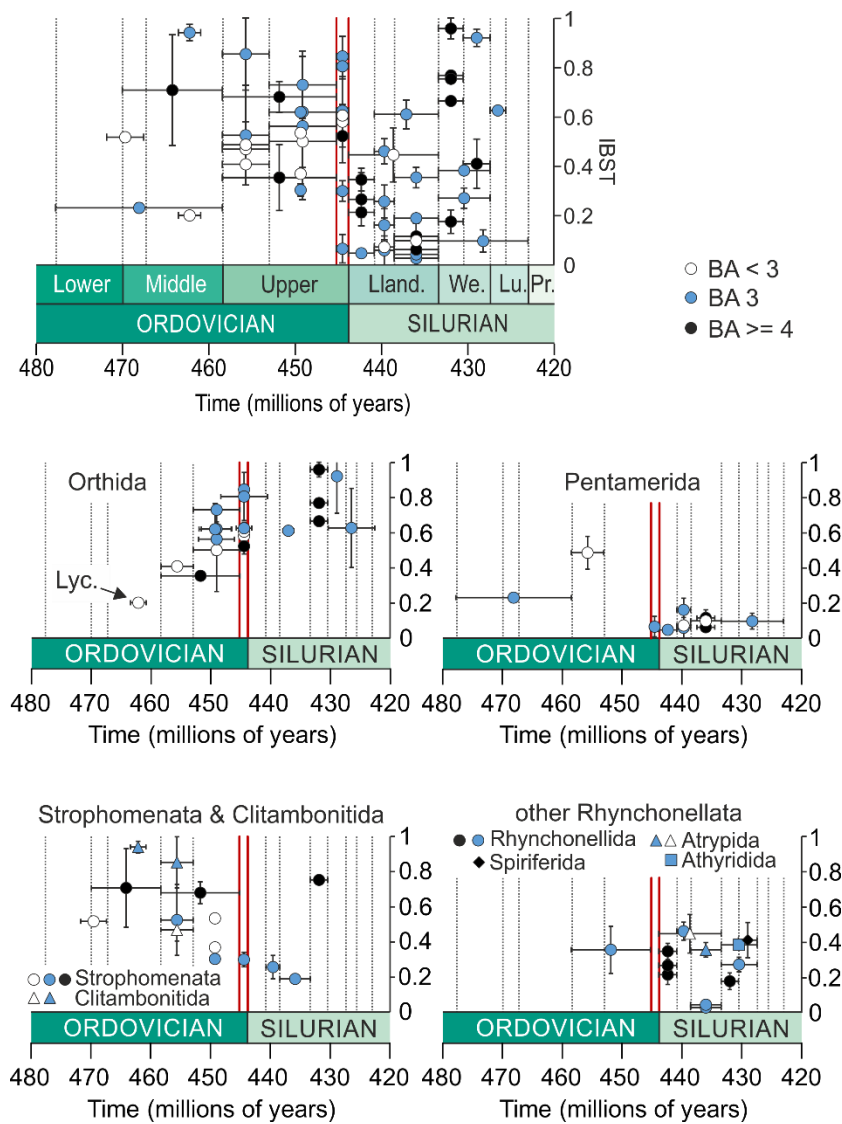 1
0.8
0.6
0.4
0.2
0
IBST
BA < 3
BA 3
BA >= 4
Lower Middle Upper Lland. We. Lu. Pr.
ORDOVICIAN SILURIAN
480 470 460 450 440 430 420
Time (millions of years)
Orthida
Lyc.
1
0.8
0.6
0.4
0.2
0
ORDOVICIAN SILURIAN
480 470 460 450 440 430 420
Time (millions of years)
Pentamerida
1
0.8
0.6
0.4
0.2
0
ORDOVICIAN SILURIAN
480 470 460 450 440 430 420
Time (millions of years)
Strophomenata & Clitambonitida
1
0.8
0.6
0.4
0.2
0
Strophomenata
Clitambonitida
ORDOVICIAN SILURIAN
480 470 460 450 440 430 420
Time (millions of years)
other Rhynchonellata
Rhynchonellida Atrypida
Spiriferida Athyridida
1
0.8
0.6
0.4
0.2
0
ORDOVICIAN SILURIAN
480 470 460 450 440 430 420
Time (millions of years)